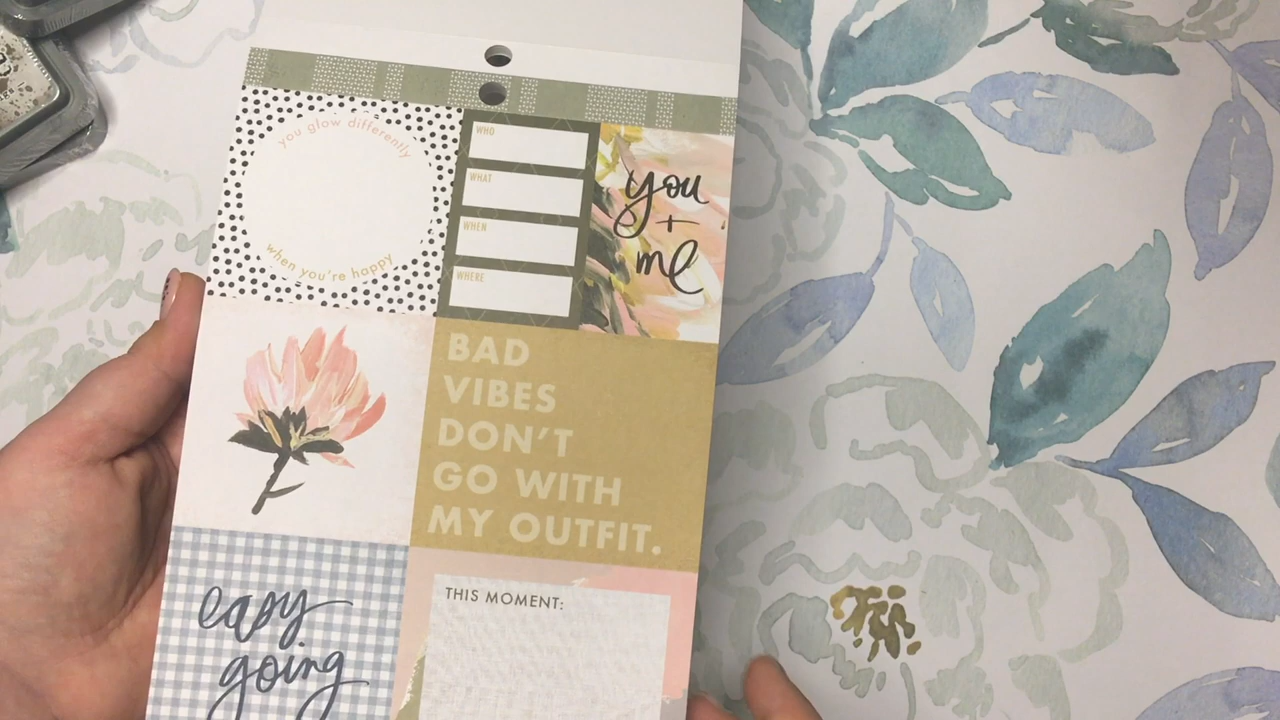 you glow differently
when you're happy
WHO
WHAT
WHEN
WHERE
you
+
me
BAD
VIBES
DON'T
GO WITH
MY OUTFIT.
easy
going
THIS MOMENT: